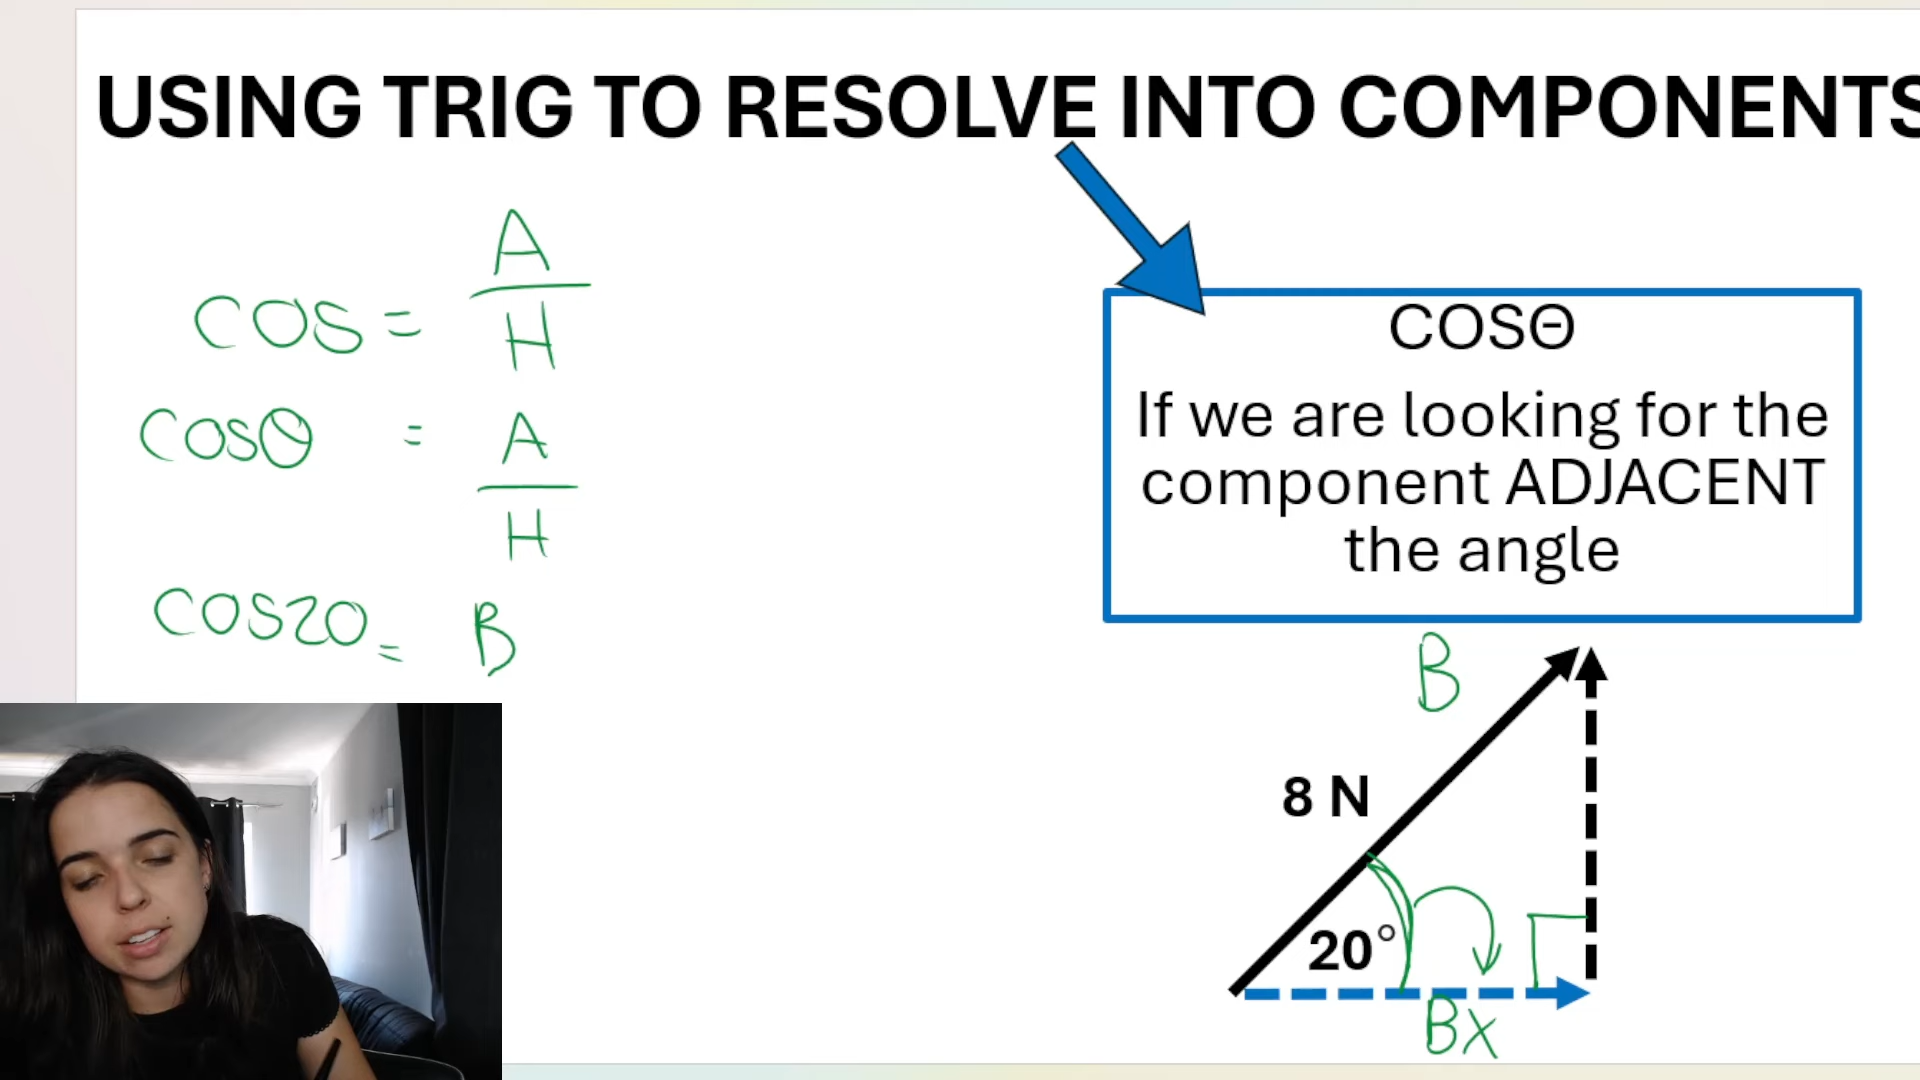 USING TRIG TO RESOLVE INTO COMPONENTS
A
COS = 
H
COSθ = A
H
COS20 = B
COSΘ
If we are looking for the
component ADJACENT
the angle
B
8 N
20°
Bx